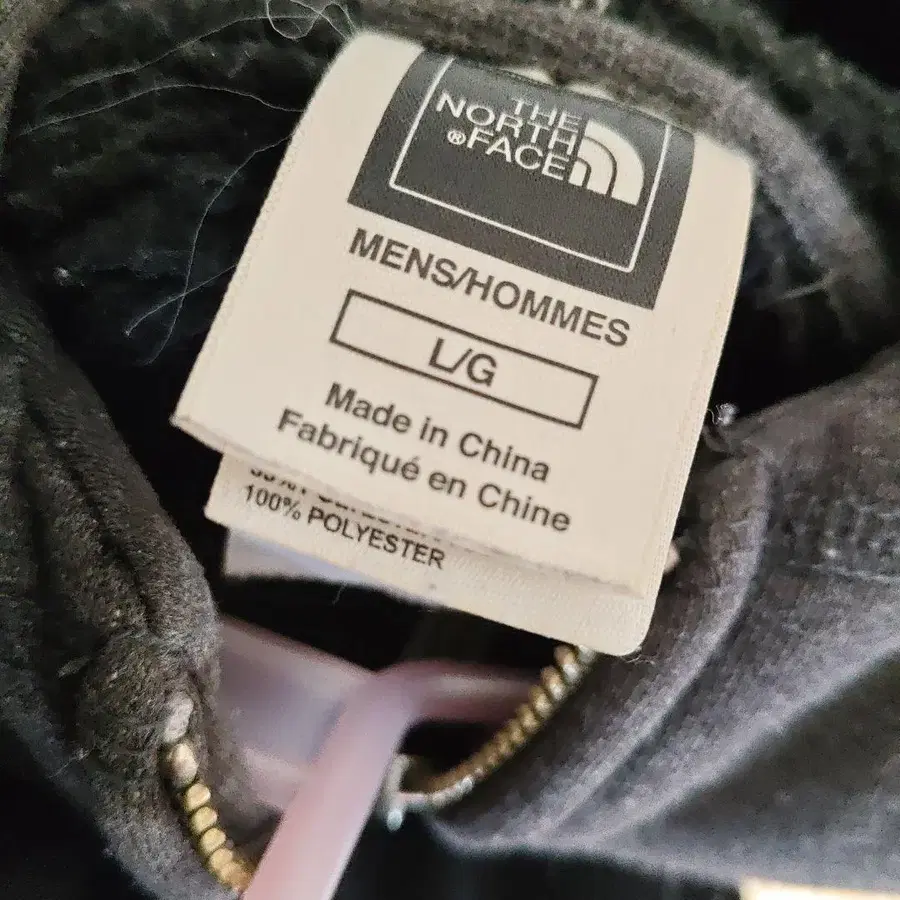 THE
NORTH
®FACE
MENS/HOMMES
L/G
Made in China
Fabriqué en Chine
100% POLYESTER